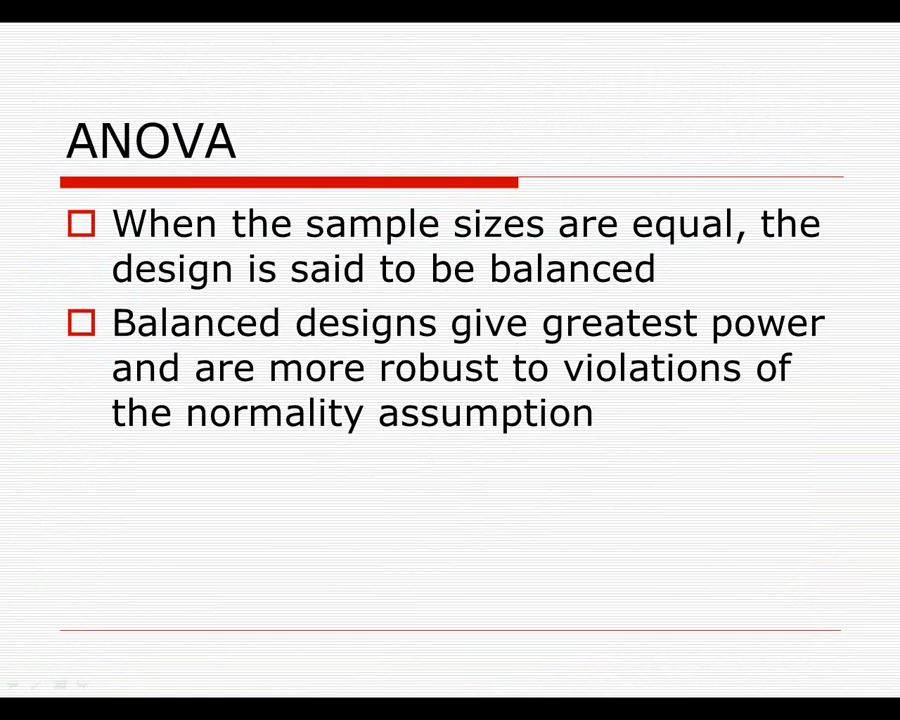 ANOVA
When the sample sizes are equal, the
design is said to be balanced
Balanced designs give greatest power
and are more robust to violations of
the normality assumption